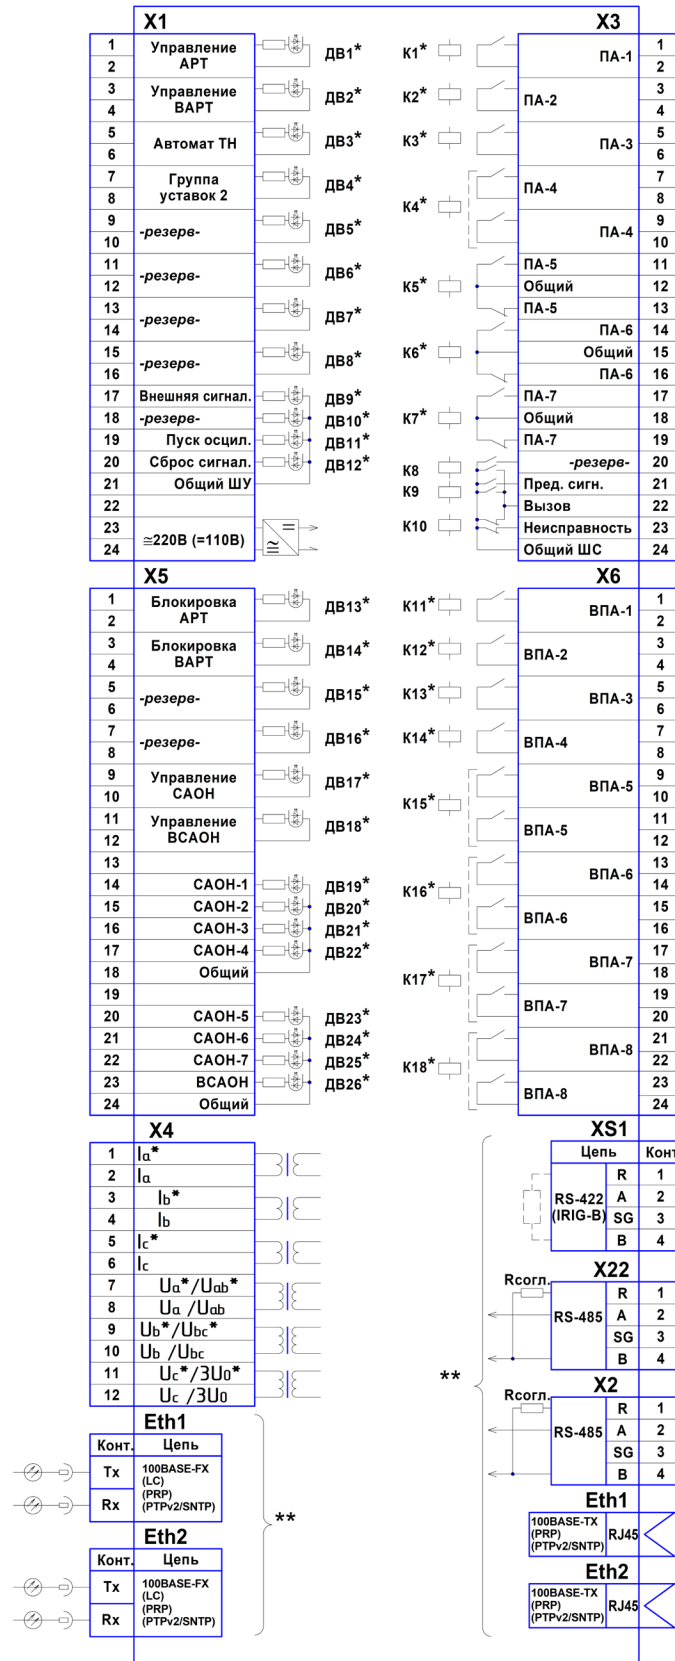 X1
1 Управление АРТ ДВ1*
2
3 Управление ВАРТ ДВ2*
4
5 Автомат ТН ДВ3*
6
7 Группа уставок 2 ДВ4*
8
9 -резерв- ДВ5*
10
11 -резерв- ДВ6*
12
13 -резерв- ДВ7*
14
15 -резерв- ДВ8*
16
17 Внешняя сигнал. ДВ9*
18 -резерв- ДВ10*
19 Пуск осцил. ДВ11*
20 Сброс сигнал. ДВ12*
21 Общий ШУ
22
23 ≅220В (=110В)
24
X3
К1* ПА-1 1
2
К2* ПА-2 3
4
К3* ПА-3 5
6
К4* ПА-4 7
8
ПА-4 9
10
ПА-5 11
К5* Общий 12
ПА-5 13
ПА-6 14
К6* Общий 15
ПА-6 16
ПА-7 17
К7* Общий 18
ПА-7 19
К8 -резерв- 20
К9 Пред. сигн. 21
Вызов 22
К10 Неисправность 23
Общий ШС 24
X5
1 Блокировка АРТ ДВ13*
2
3 Блокировка ВАРТ ДВ14*
4
5 -резерв- ДВ15*
6
7 -резерв- ДВ16*
8
9 Управление САОН ДВ17*
10
11 Управление ВСАОН ДВ18*
12
13
14 САОН-1 ДВ19*
15 САОН-2 ДВ20*
16 САОН-3 ДВ21*
17 САОН-4 ДВ22*
18 Общий
19
20 САОН-5 ДВ23*
21 САОН-6 ДВ24*
22 САОН-7 ДВ25*
23 ВСАОН ДВ26*
24 Общий
X6
К11* ВПА-1 1
2
К12* ВПА-2 3
4
К13* ВПА-3 5
6
К14* ВПА-4 7
8
К15* ВПА-5 9
10
ВПА-5 11
12
К16* ВПА-6 13
14
ВПА-6 15
16
К17* ВПА-7 17
18
ВПА-7 19
20
К18* ВПА-8 21
22
ВПА-8 23
24
X4
1 Ia*
2 Ia
3 Ib*
4 Ib
5 Ic*
6 Ic
7 Ua*/Uab*
8 Ua /Uab
9 Ub*/Ubc*
10 Ub /Ubc
11 Uc*/3U0*
12 Uc /3U0
Eth1
Конт. Цепь
Tx 100BASE-FX
(LC)
(PRP)
Rx (PTPv2/SNTP)
**
Eth2
Конт. Цепь
Tx 100BASE-FX
(LC)
(PRP)
Rx (PTPv2/SNTP)
**
XS1
Цепь Конт
RS-422 (IRIG-B)
R 1
A 2
SG 3
B 4
X22
Rсогл.
RS-485
R 1
A 2
SG 3
B 4
X2
Rсогл.
RS-485
R 1
A 2
SG 3
B 4
Eth1
100BASE-TX
(PRP) RJ45
(PTPv2/SNTP)
Eth2
100BASE-TX
(PRP) RJ45
(PTPv2/SNTP)